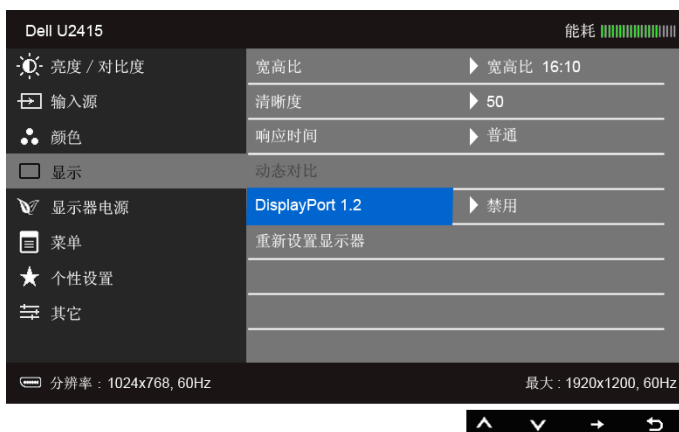 Dell U2415 能耗
亮度 / 对比度 宽高比 宽高比 16:10
输入源 清晰度 50
颜色 响应时间 普通
显示 动态对比
显示器电源 DisplayPort 1.2 禁用
菜单 重新设置显示器
个性设置
其它
分辨率 : 1024x768, 60Hz 最大 : 1920x1200, 60Hz